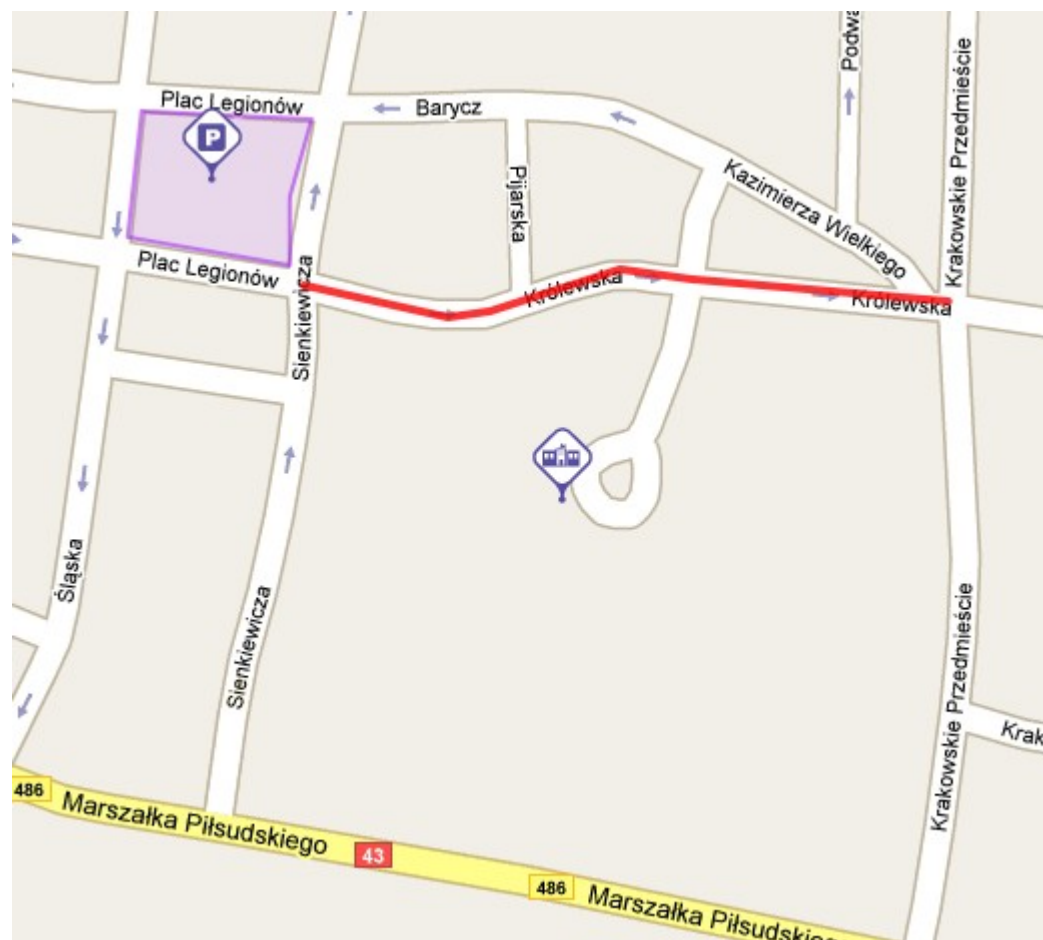 Podwa
Krakowskie Przedmieście
Plac Legionów
P
Barycz
Kazimierza Wielkiego
Pijarska
Plac Legionów
Sienkiewicza
Królewska
Królewska
Śląska
Sienkiewicza
Krakowskie Przedmieście
Krak
486
Marszałka Piłsudskiego
43
486
Marszałka Piłsudskiego